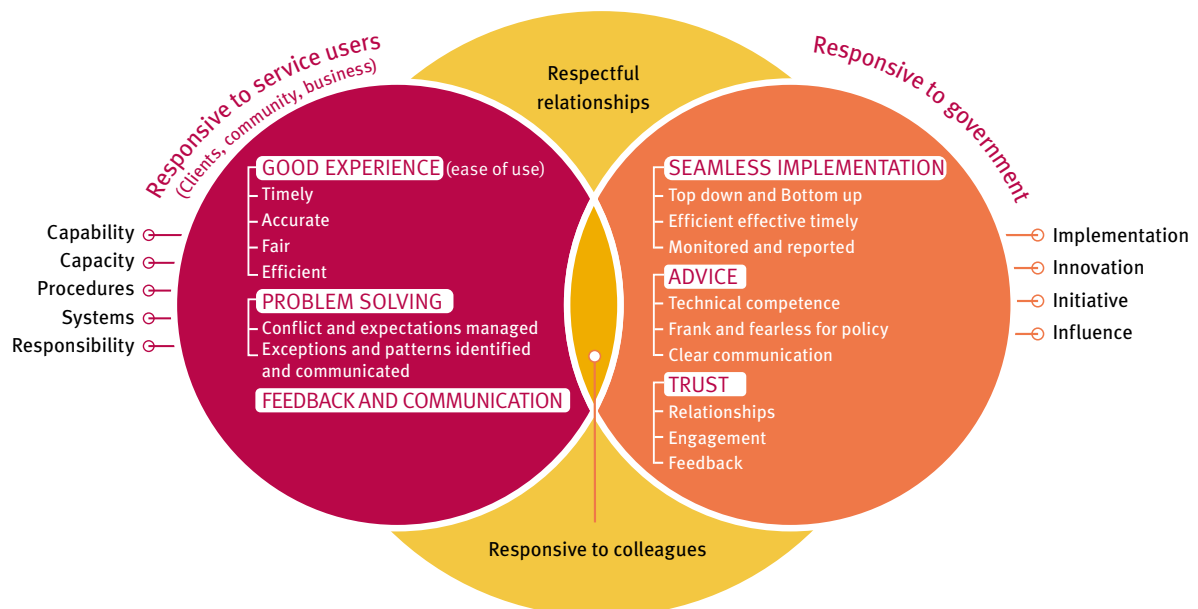 Responsive to service users
(Clients, community, business)
Respectful
relationships
Responsive to government
GOOD EXPERIENCE (ease of use)
Timely
Accurate
Fair
Efficient
PROBLEM SOLVING
Conflict and expectations managed
Exceptions and patterns identified
and communicated
FEEDBACK AND COMMUNICATION
SEAMLESS IMPLEMENTATION
Top down and Bottom up
Efficient effective timely
Monitored and reported
ADVICE
Technical competence
Frank and fearless for policy
Clear communication
TRUST
Relationships
Engagement
Feedback
Capability
Capacity
Procedures
Systems
Responsibility
Implementation
Innovation
Initiative
Influence
Responsive to colleagues